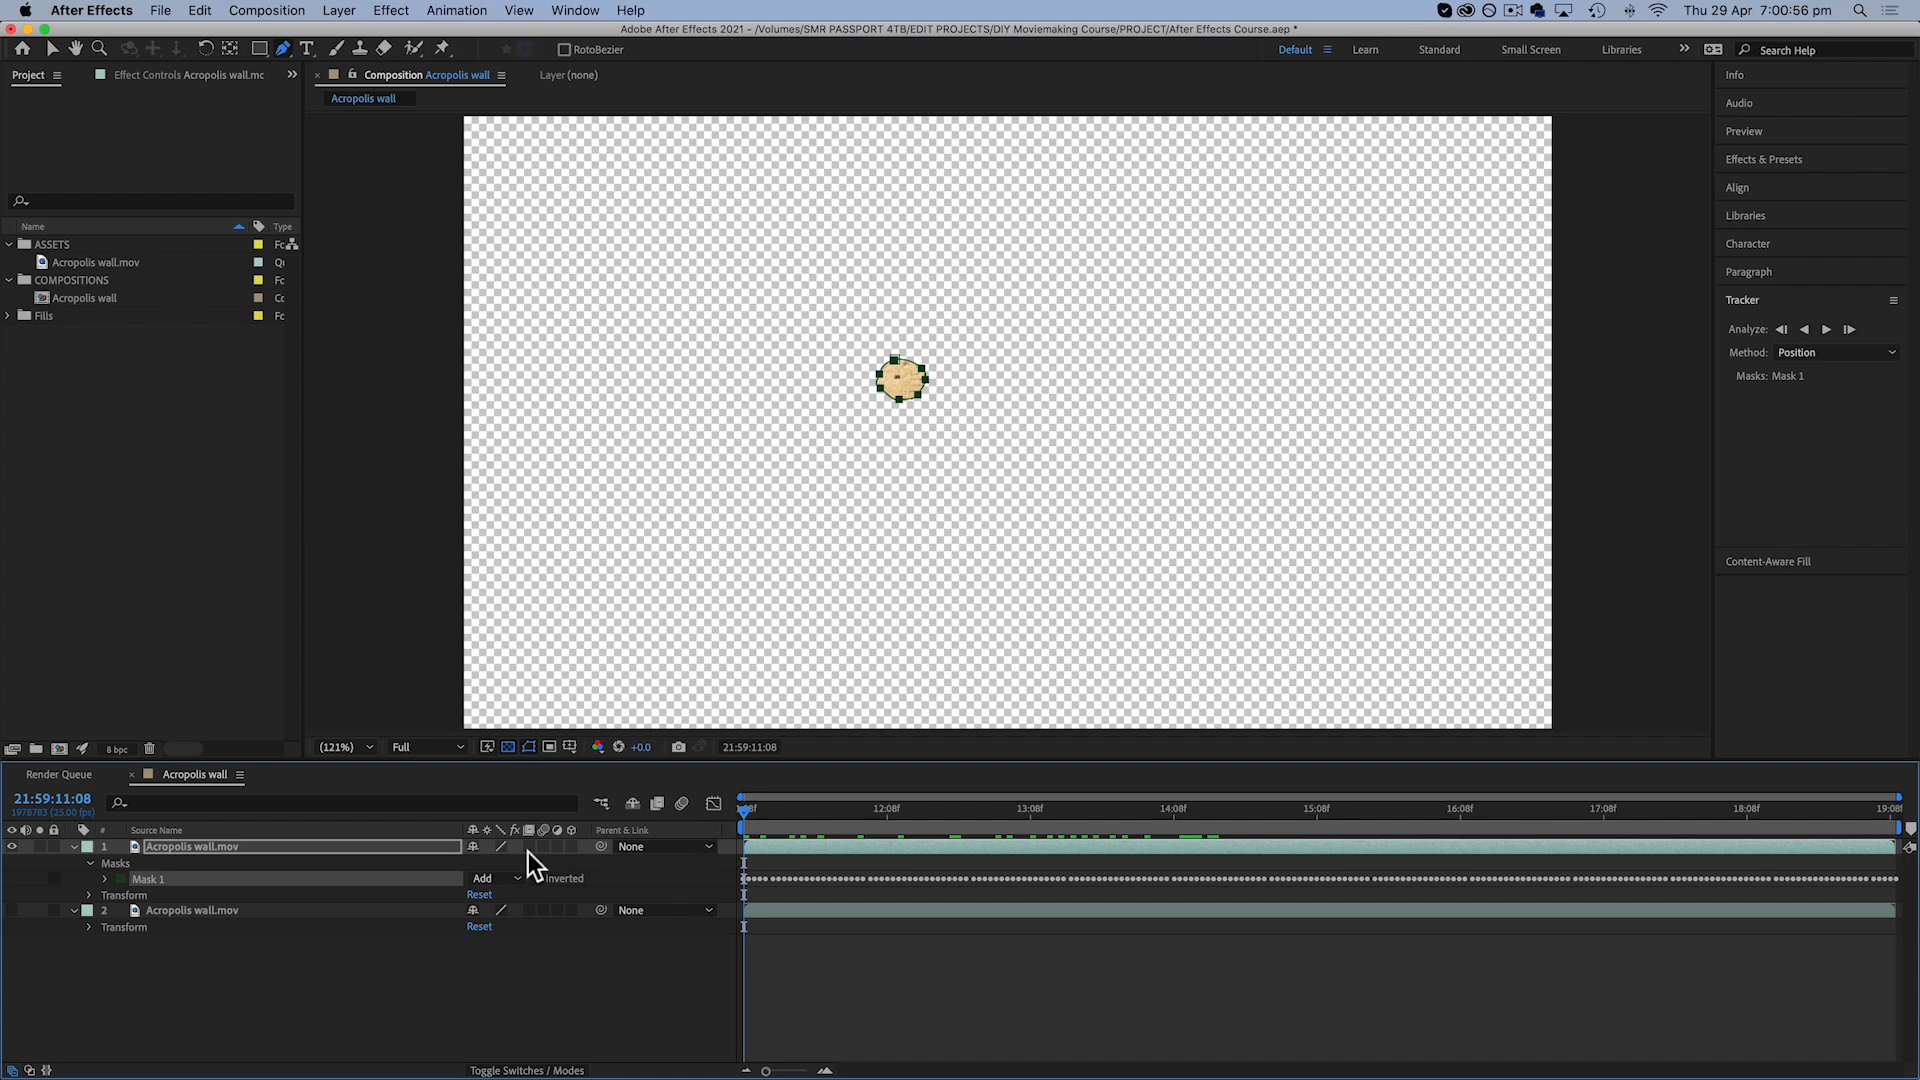 After Effects File Edit Composition Layer Effect Animation View Window Help Thu 29 Apr 7:00:56 pm
Adobe After Effects 2021 - /Volumes/SMR PASSPORT 4TB/EDIT PROJECTS/DIY Moviemaking Course/PROJECT/After Effects Course.aep *
RotoBezier Default Learn Standard Small Screen Libraries Search Help
Project Effect Controls Acropolis wall.mc Composition Acropolis wall Layer (none) Info
Acropolis wall
Audio
Preview
Effects & Presets
Align
Libraries
Name Type
ASSETS Fc Character
Acropolis wall.mov Qu
COMPOSITIONS Fc Paragraph
Acropolis wall Cc Tracker
Fills Fc
Analyze:
Method: Position
Masks: Mask 1
Content-Aware Fill
8 bpc (121%) Full +0.0 21:59:11:08
Render Queue Acropolis wall
21:59:11:08
1978783 (25.00 fps)
12:08f 13:08f 14:08f 15:08f 16:08f 17:08f 18:08f 19:08f
# Source Name fx Parent & Link
1 Acropolis wall.mov None
Masks
Mask 1 Add Inverted
Transform Reset
2 Acropolis wall.mov None
Transform Reset
Toggle Switches / Modes